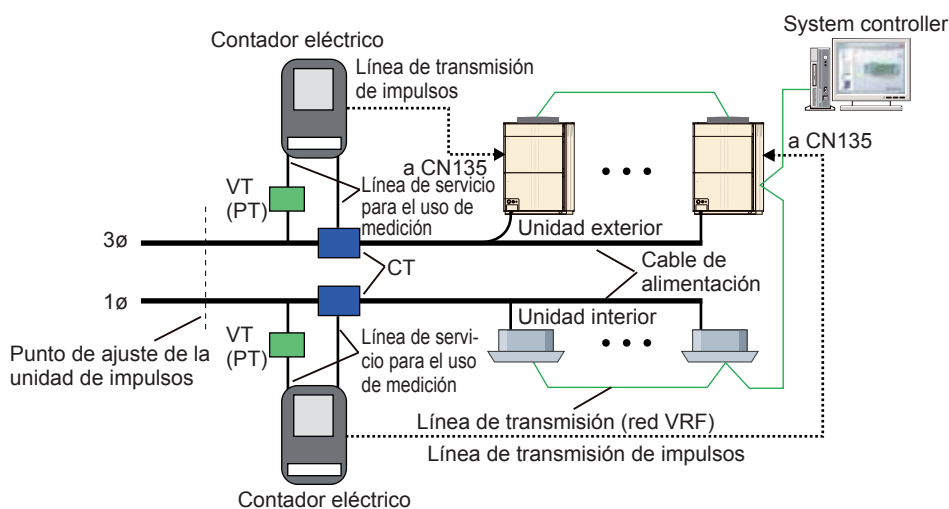 System controller
Contador eléctrico
Línea de transmisión
de impulsos
a CN135
a CN135
VT
(PT)
Línea de servicio
para el uso de
medición
Unidad exterior
3ø
CT
Cable de
alimentación
1ø
Unidad interior
VT
(PT)
Línea de servi-
cio para el uso
de medición
Punto de ajuste de la
unidad de impulsos
Línea de transmisión (red VRF)
Línea de transmisión de impulsos
Contador eléctrico